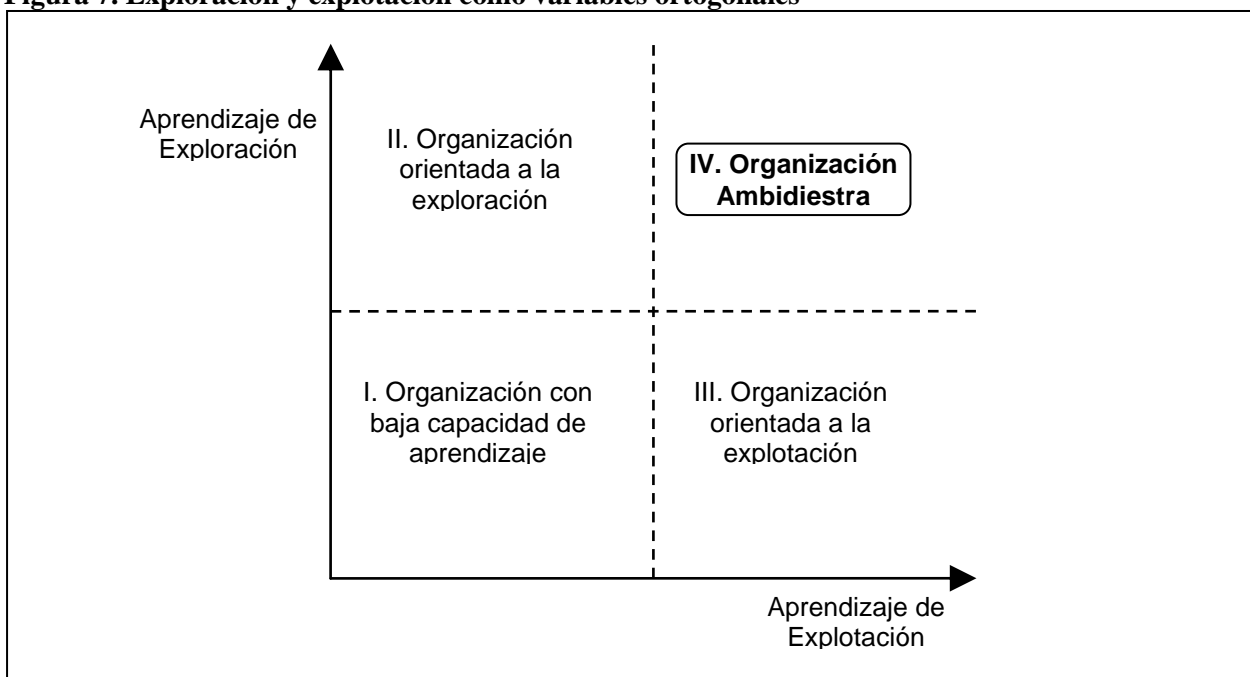 Figura 7. Exploración y explotación como variables ortogonales
Aprendizaje de
Exploración
II. Organización
orientada a la
exploración
IV. Organización
Ambidiestra
I. Organización con
baja capacidad de
aprendizaje
III. Organización
orientada a la
explotación
Aprendizaje de
Explotación